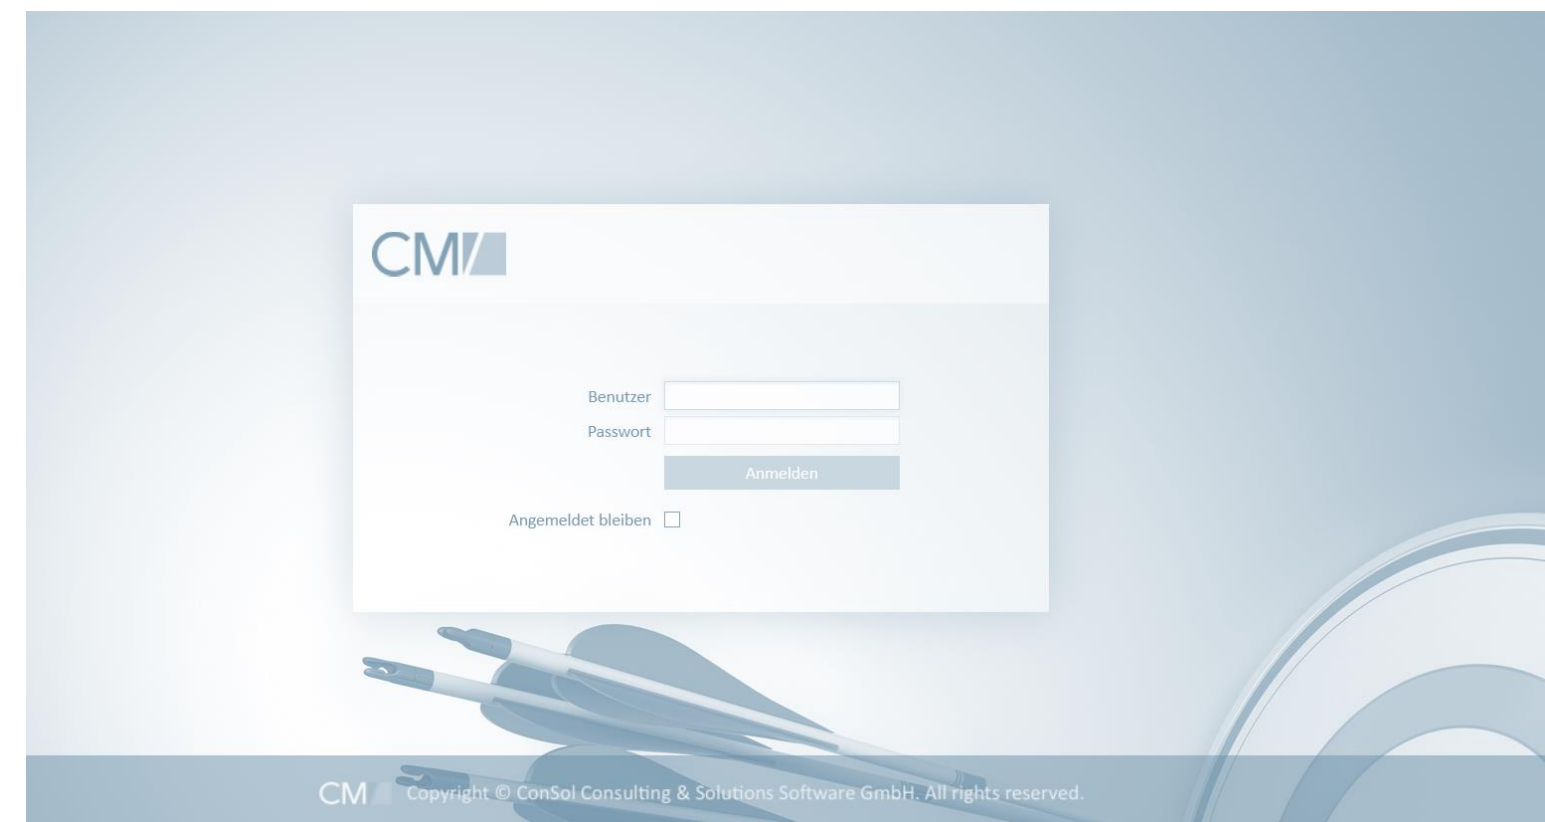 CM
Benutzer
Passwort
Anmelden
Angemeldet bleiben
CM Copyright © ConSol Consulting & Solutions Software GmbH. All rights reserved.